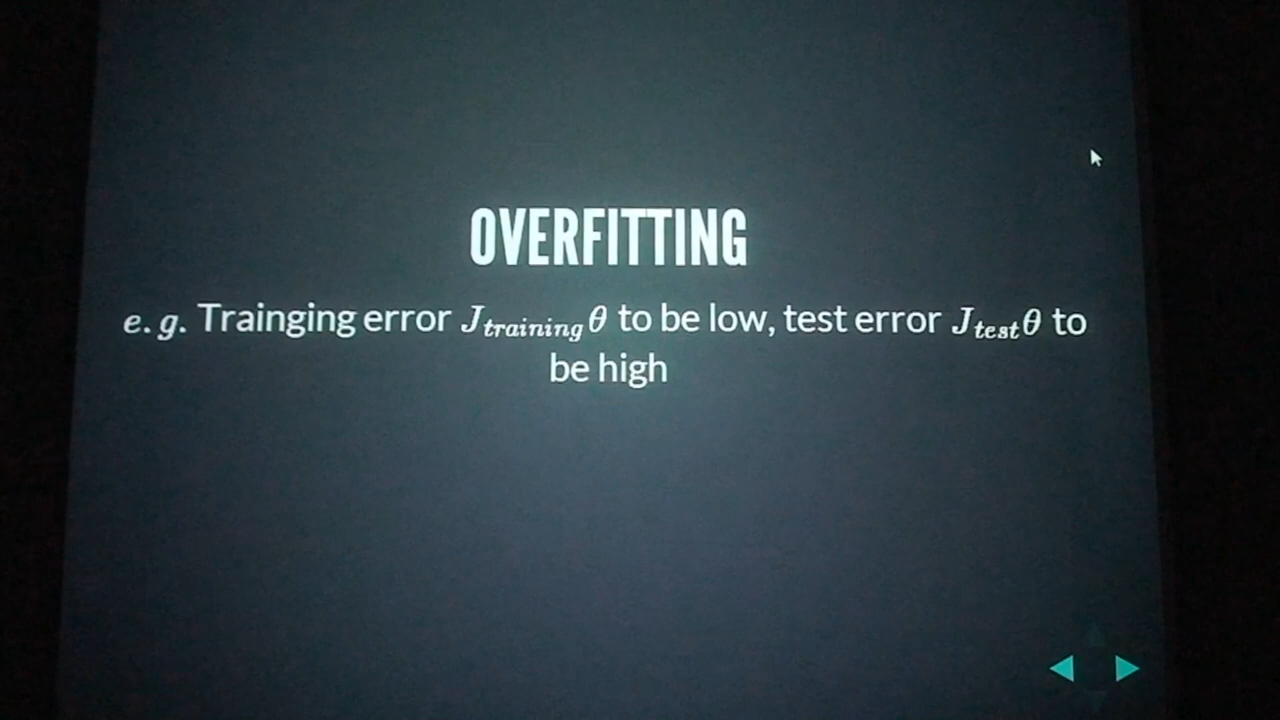 OVERFITTING
e.g. Trainging error J_training θ to be low, test error J_test θ to
be high